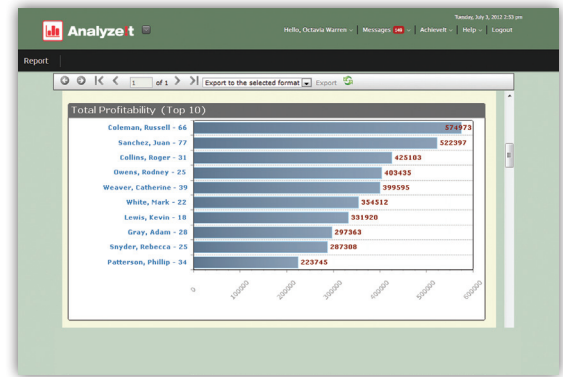 Tuesday, July 3, 2012 2:53 pm
Analyze it
Hello, Octavia Warren Messages 548 AchieveIt Help Logout
Report
1 of 1 Export to the selected format Export
Total Profitability (Top 10)
Coleman, Russell - 66 574973
Sanchez, Juan - 77 522397
Collins, Roger - 31 425103
Owens, Rodney - 25 403435
Weaver, Catherine - 39 399595
White, Mark - 22 354512
Lewis, Kevin - 18 331920
Gray, Adam - 28 297363
Snyder, Rebecca - 25 287308
Patterson, Phillip - 34 223745
0 100000 200000 300000 400000 500000 600000